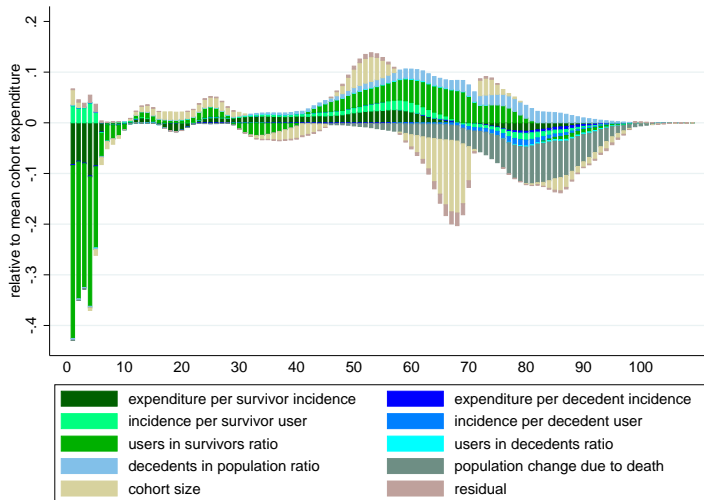 .2
.1
0
-.1
-.2
-.3
-.4
relative to mean cohort expenditure
0 10 20 30 40 50 60 70 80 90 100
expenditure per survivor incidence expenditure per decedent incidence
incidence per survivor user incidence per decedent user
users in survivors ratio users in decedents ratio
decedents in population ratio population change due to death
cohort size residual